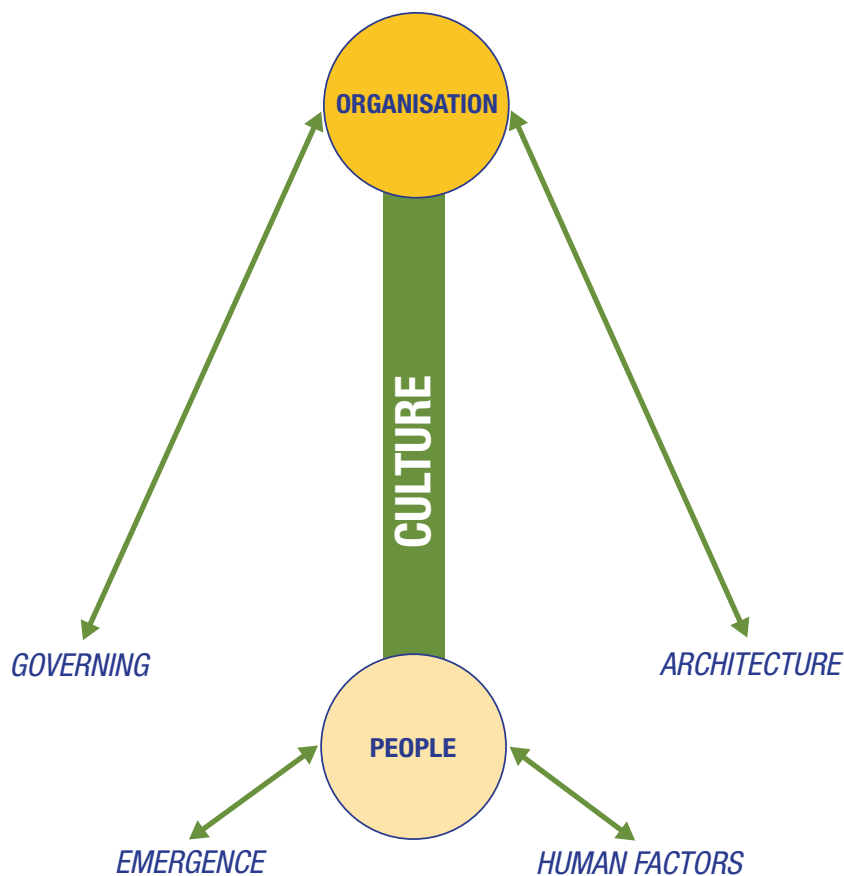 ORGANISATION
CULTURE
GOVERNING
ARCHITECTURE
PEOPLE
EMERGENCE
HUMAN FACTORS